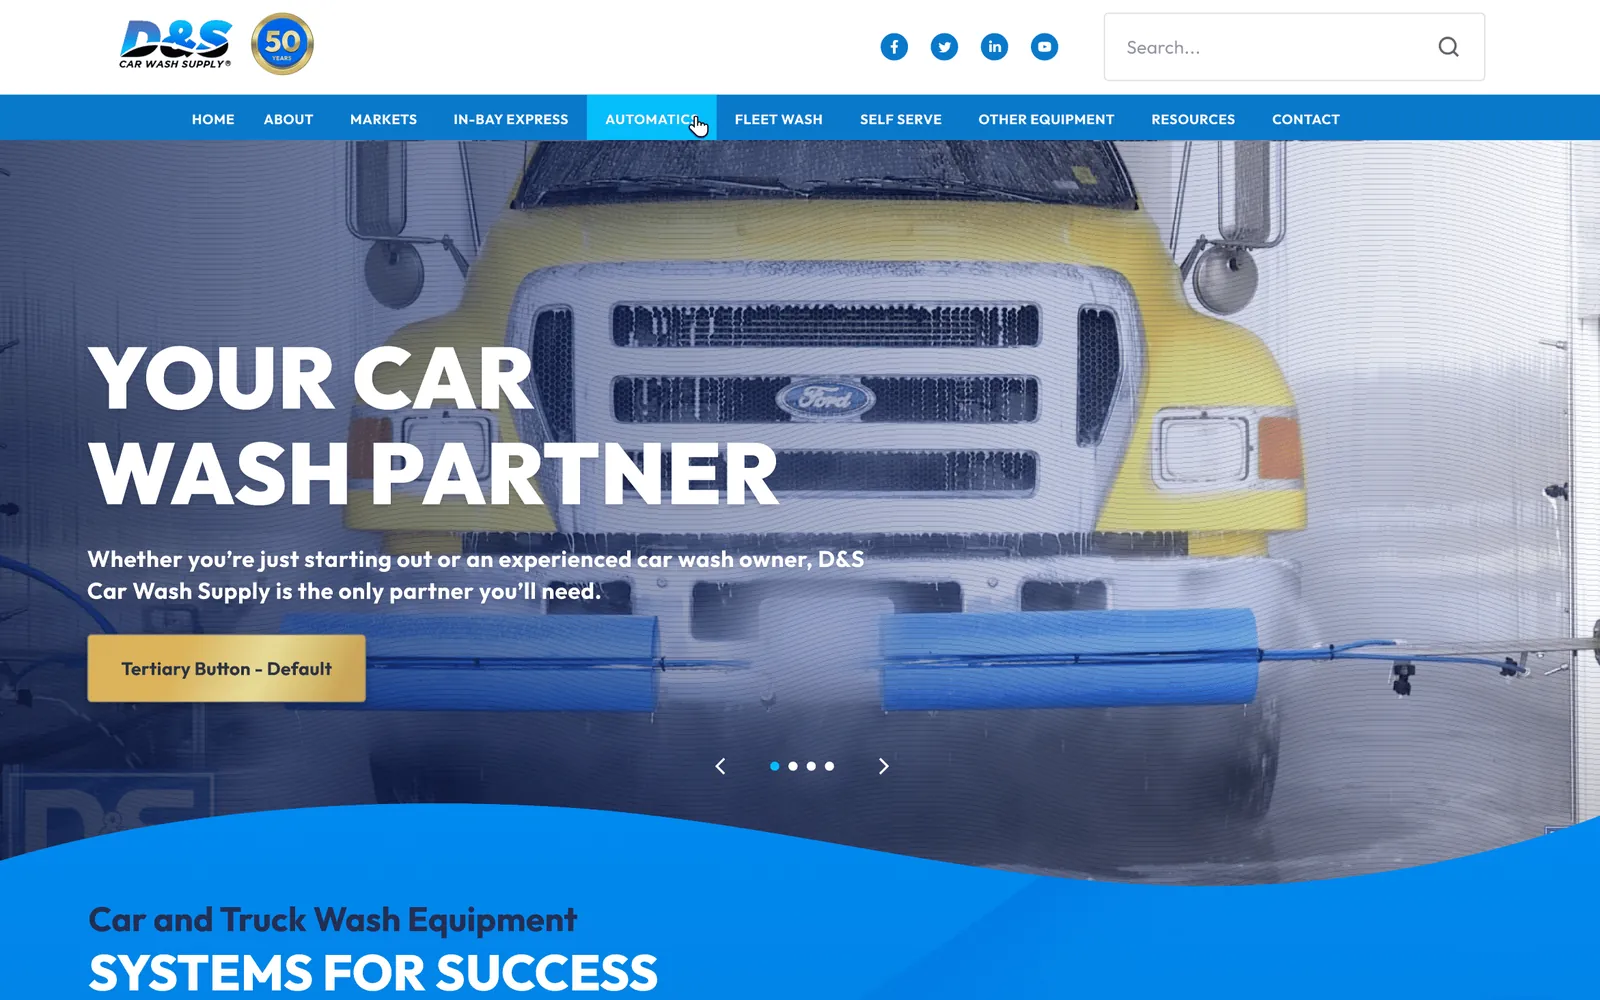 D&S
CAR WASH SUPPLY®
50
YEARS
Search...
HOME
ABOUT
MARKETS
IN-BAY EXPRESS
AUTOMATICS
FLEET WASH
SELF SERVE
OTHER EQUIPMENT
RESOURCES
CONTACT
Ford
YOUR CAR
WASH PARTNER
Whether you’re just starting out or an experienced car wash owner, D&S
Car Wash Supply is the only partner you’ll need.
Tertiary Button - Default
D&S
Car and Truck Wash Equipment
SYSTEMS FOR SUCCESS